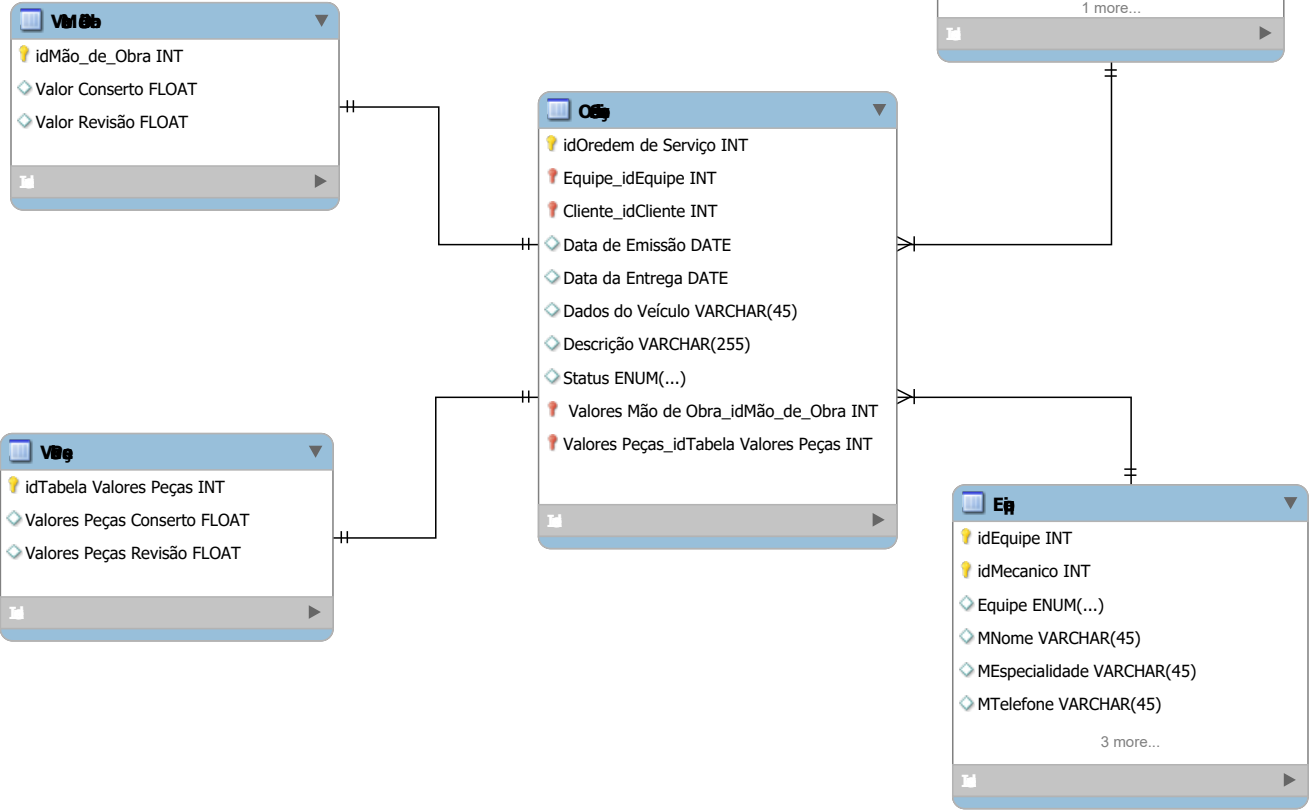 1 more...
idMão_de_Obra INT
Valor Conserto FLOAT
Valor Revisão FLOAT
idOredem de Serviço INT
Equipe_idEquipe INT
Cliente_idCliente INT
Data de Emissão DATE
Data da Entrega DATE
Dados do Veículo VARCHAR(45)
Descrição VARCHAR(255)
Status ENUM(...)
Valores Mão de Obra_idMão_de_Obra INT
Valores Peças_idTabela Valores Peças INT
idTabela Valores Peças INT
Valores Peças Conserto FLOAT
Valores Peças Revisão FLOAT
idEquipe INT
idMecanico INT
Equipe ENUM(...)
MNome VARCHAR(45)
MEspecialidade VARCHAR(45)
MTelefone VARCHAR(45)
3 more...